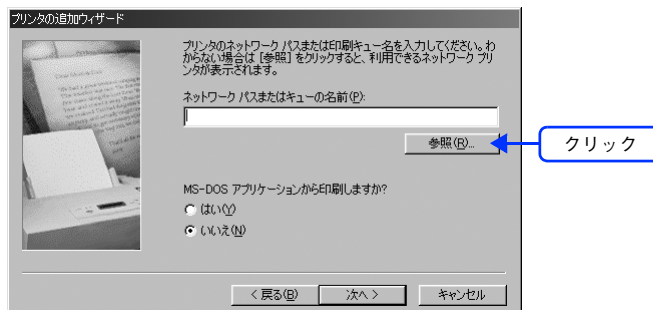 プリンタの追加ウィザード
プリンタのネットワーク パスまたは印刷キュー名を入力してください。わ
からない場合は [参照] をクリックすると、利用できるネットワーク プリ
ンタが表示されます。
ネットワーク パスまたはキューの名前(P):
参照(R)...
クリック
MS-DOS アプリケーションから印刷しますか?
はい(Y)
いいえ(N)
< 戻る(B)
次へ >
キャンセル